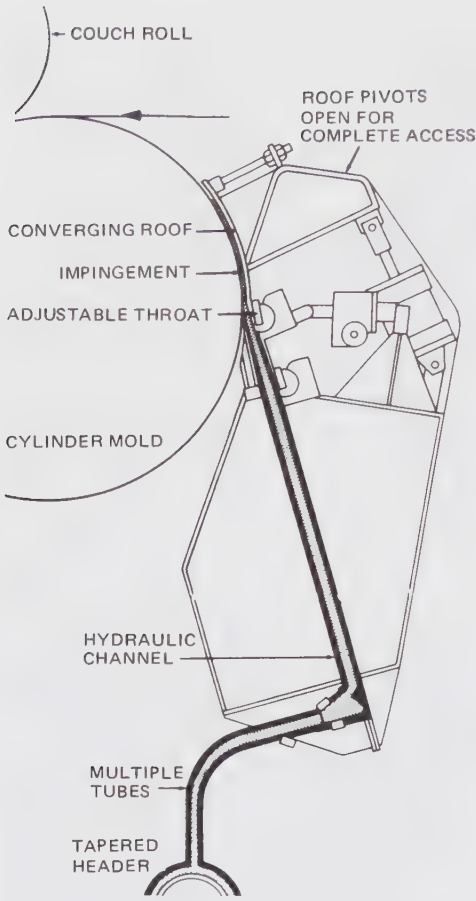 COUCH ROLL
ROOF PIVOTS
OPEN FOR
COMPLETE ACCESS
CONVERGING ROOF
IMPINGEMENT
ADJUSTABLE THROAT
CYLINDER MOLD
HYDRAULIC
CHANNEL
MULTIPLE
TUBES
TAPERED
HEADER